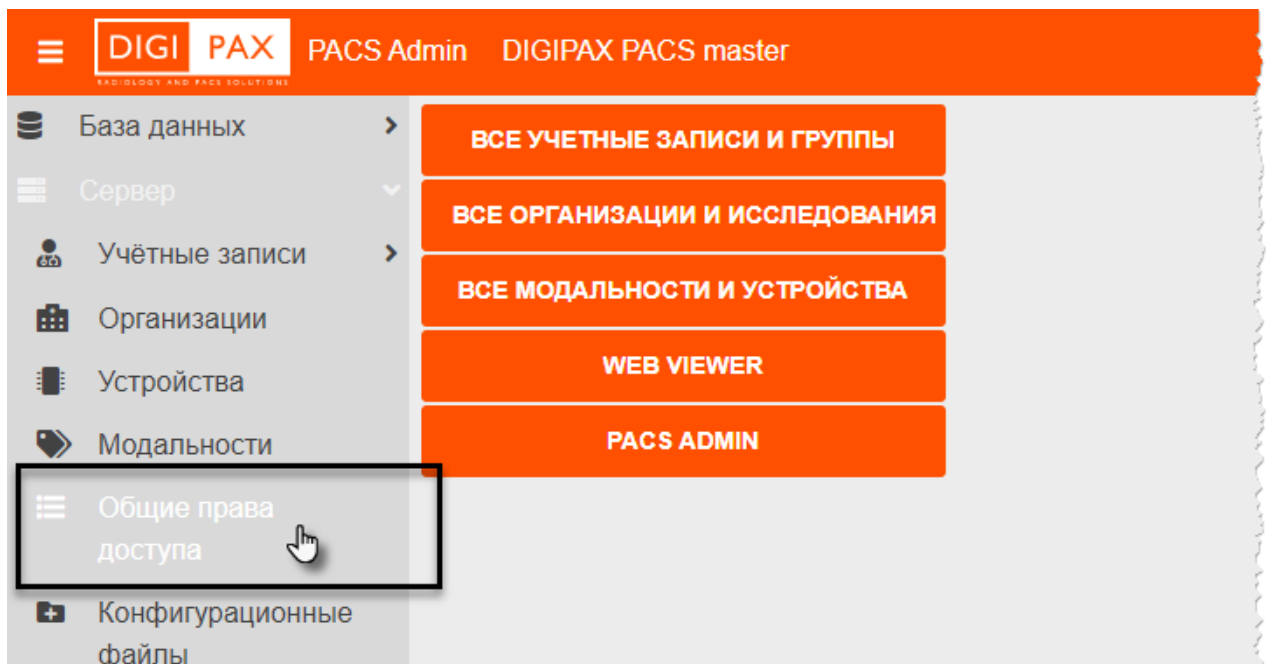 DIGI PAX PACS Admin DIGIPAX PACS master
RADIOLOGY AND PACS SOLUTIONS
База данных
Сервер
Учётные записи
Организации
Устройства
Модальности
Общие права
доступа
Конфигурационные
файлы
ВСЕ УЧЕТНЫЕ ЗАПИСИ И ГРУППЫ
ВСЕ ОРГАНИЗАЦИИ И ИССЛЕДОВАНИЯ
ВСЕ МОДАЛЬНОСТИ И УСТРОЙСТВА
WEB VIEWER
PACS ADMIN